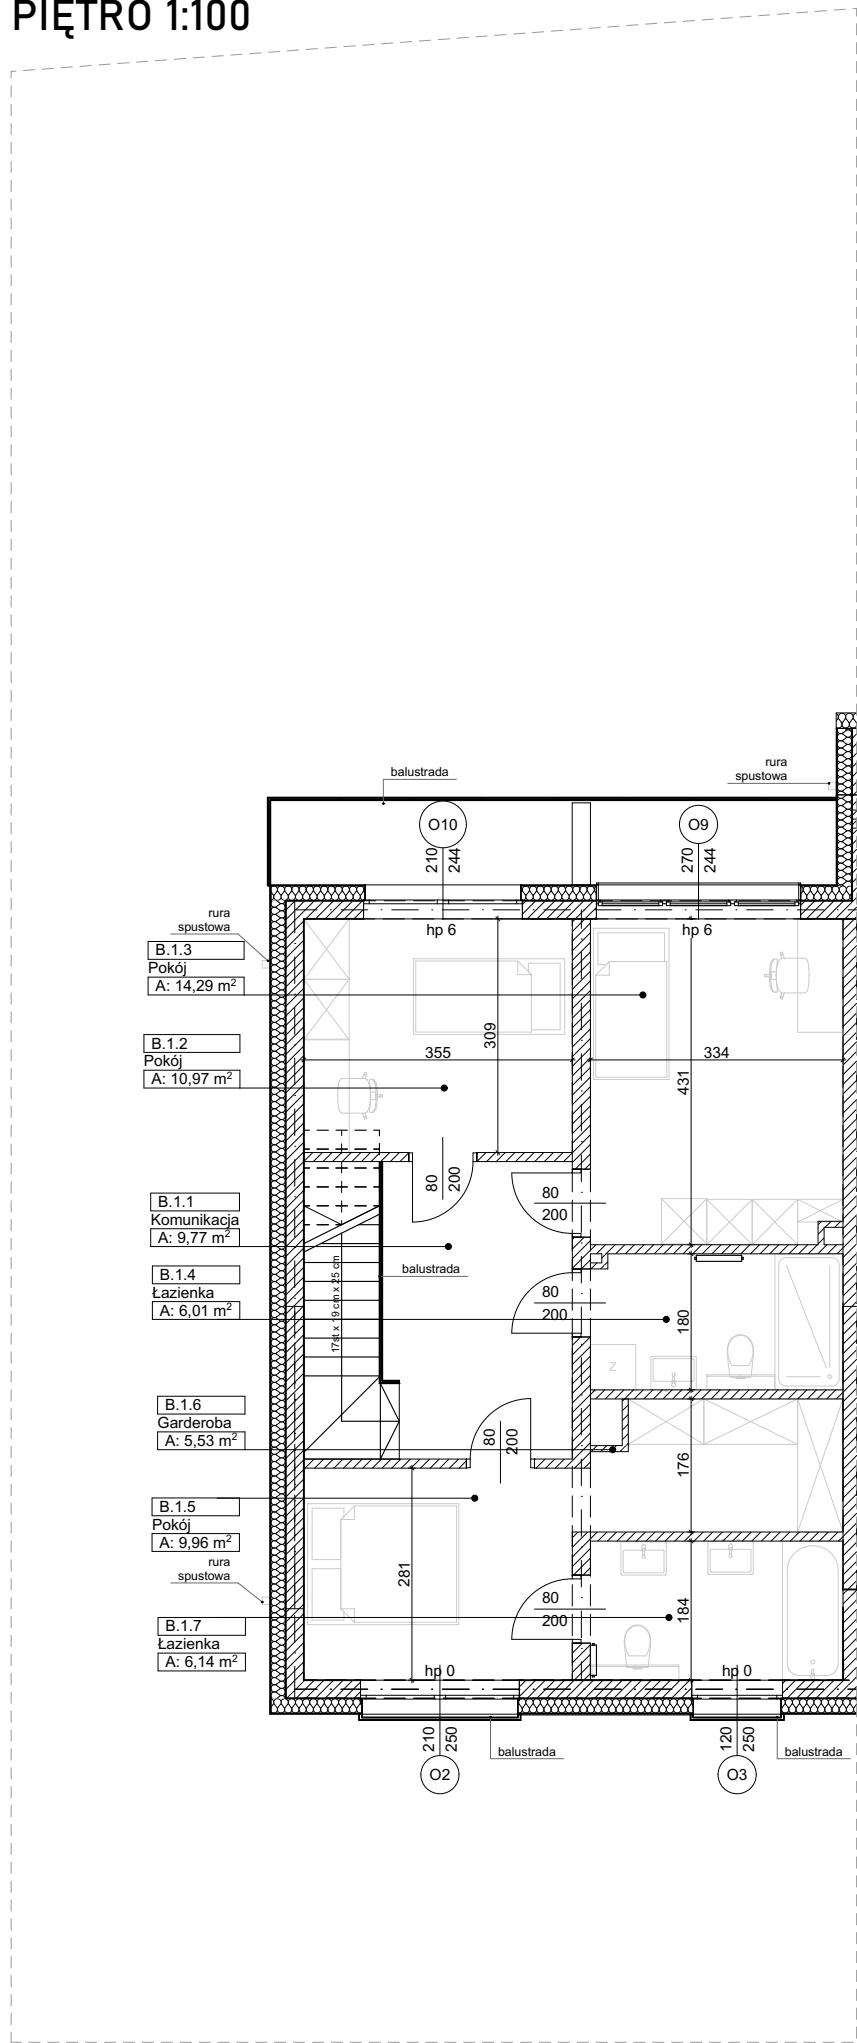 PIĘTRO 1:100
balustrada
rura
spustowa
O10
O9
210
244
270
244
rura
spustowa
hp 6
hp 6
B.1.3
Pokój
A: 14,29 m²
309
B.1.2
Pokój
A: 10,97 m²
355
334
431
80
200
80
200
B.1.1
Komunikacja
A: 9,77 m²
balustrada
17st x 19 cm x 25 cm
B.1.4
Łazienka
A: 6,01 m²
80
200
180
Z
B.1.6
Garderoba
A: 5,53 m²
80
200
176
B.1.5
Pokój
A: 9,96 m²
rura
spustowa
281
80
200
184
B.1.7
Łazienka
A: 6,14 m²
hp 0
hp 0
210
250
120
250
balustrada
balustrada
O2
O3